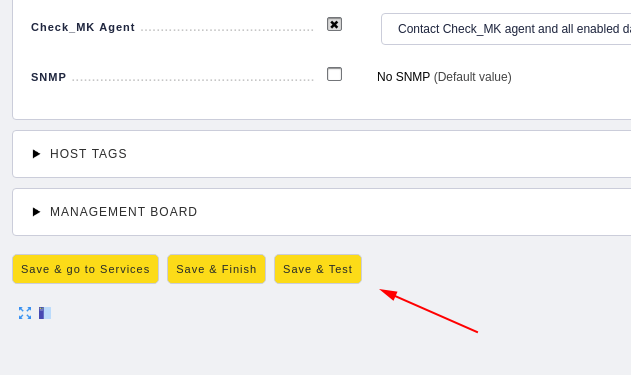 Check_MK Agent
Contact Check_MK agent and all enabled da
SNMP
No SNMP (Default value)
HOST TAGS
MANAGEMENT BOARD
Save & go to Services
Save & Finish
Save & Test